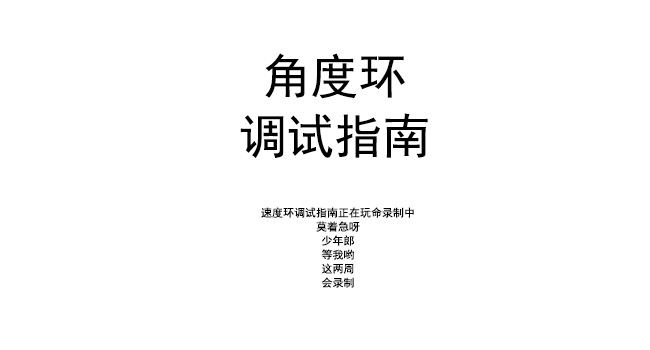 角度环
调试指南
速度环调试指南正在玩命录制中
莫着急呀
少年郎
等我哟
这两周
会录制